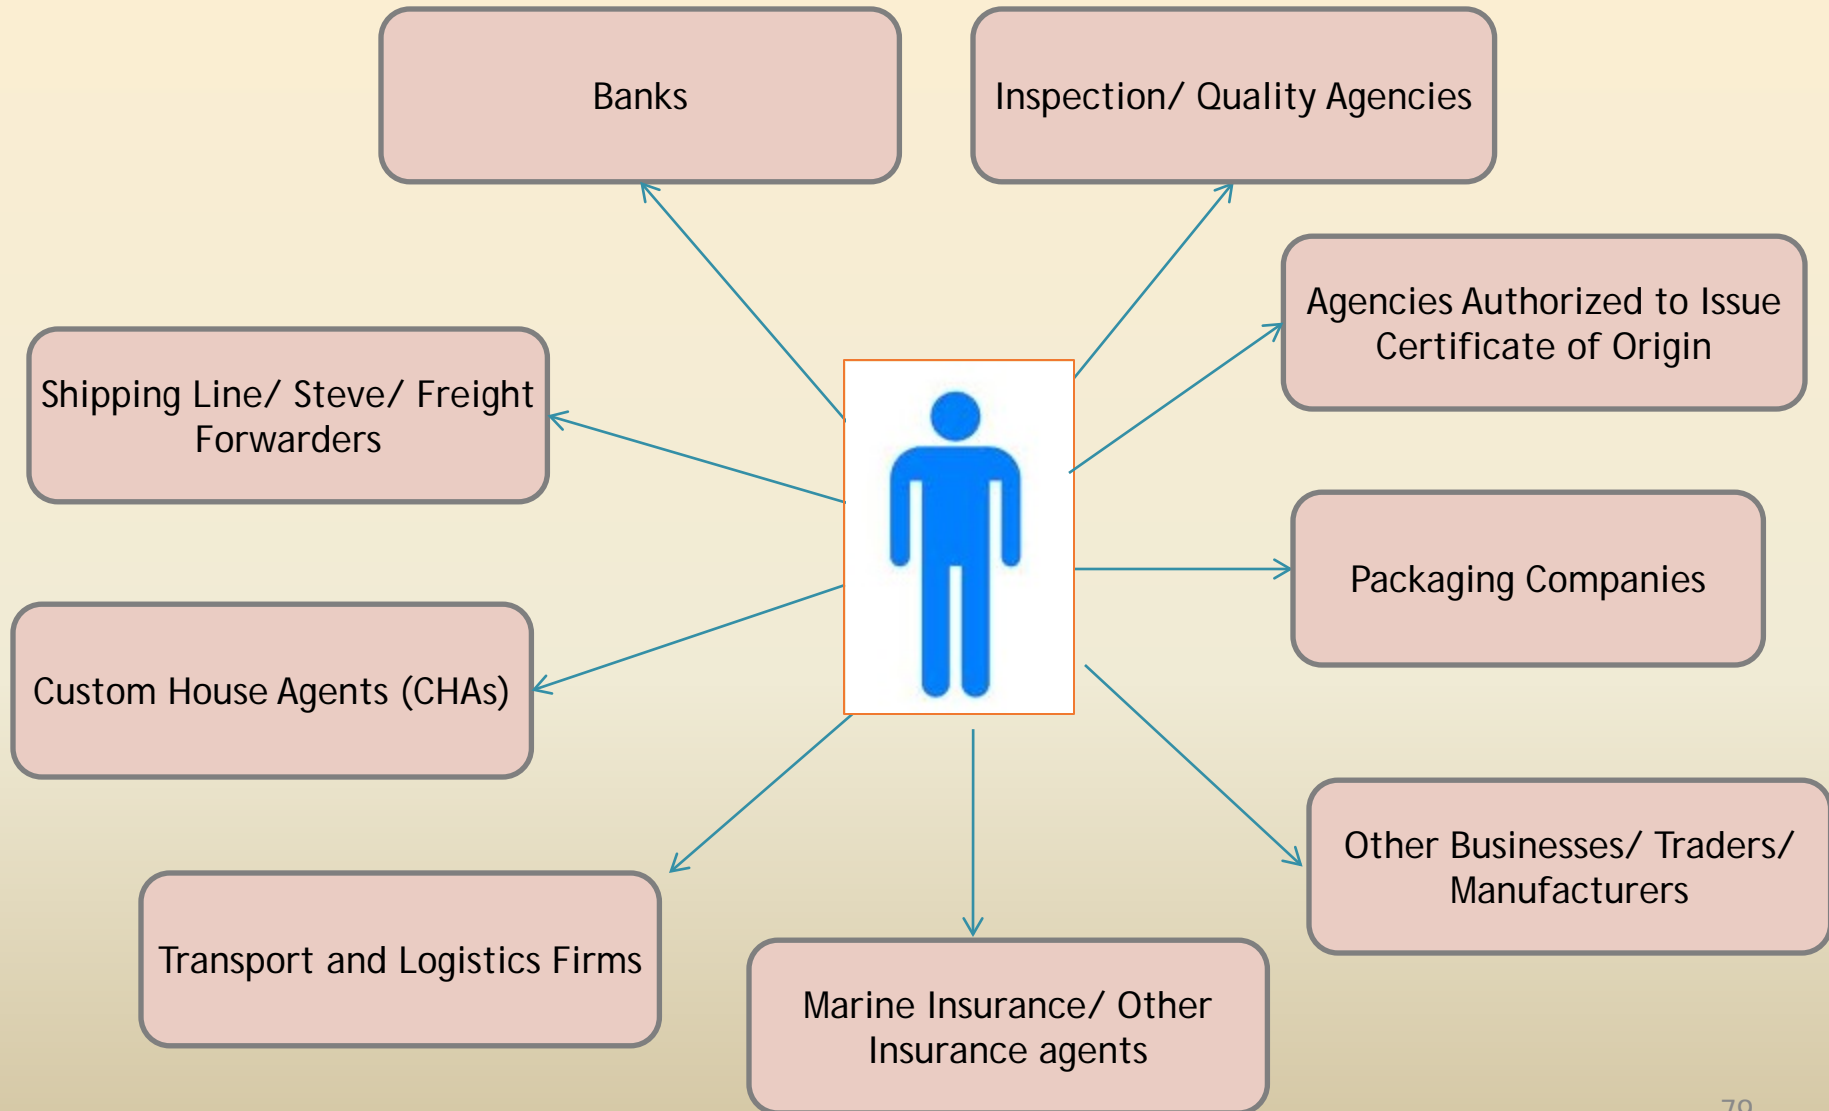 Banks
Inspection/ Quality Agencies
Agencies Authorized to Issue
Certificate of Origin
Shipping Line/ Steve/ Freight
Forwarders
Packaging Companies
Custom House Agents (CHAs)
Other Businesses/ Traders/
Manufacturers
Transport and Logistics Firms
Marine Insurance/ Other
Insurance agents
79